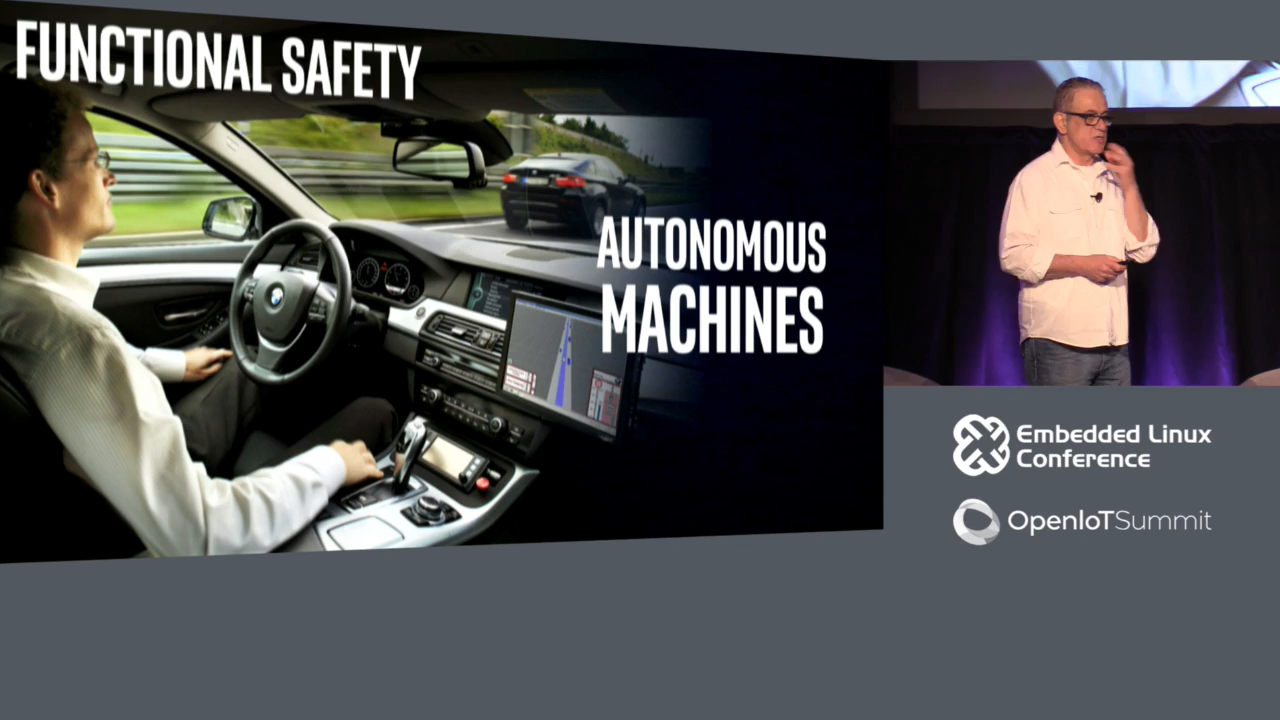 FUNCTIONAL SAFETY
AUTONOMOUS
MACHINES
Embedded Linux
Conference
OpenIoTSummit